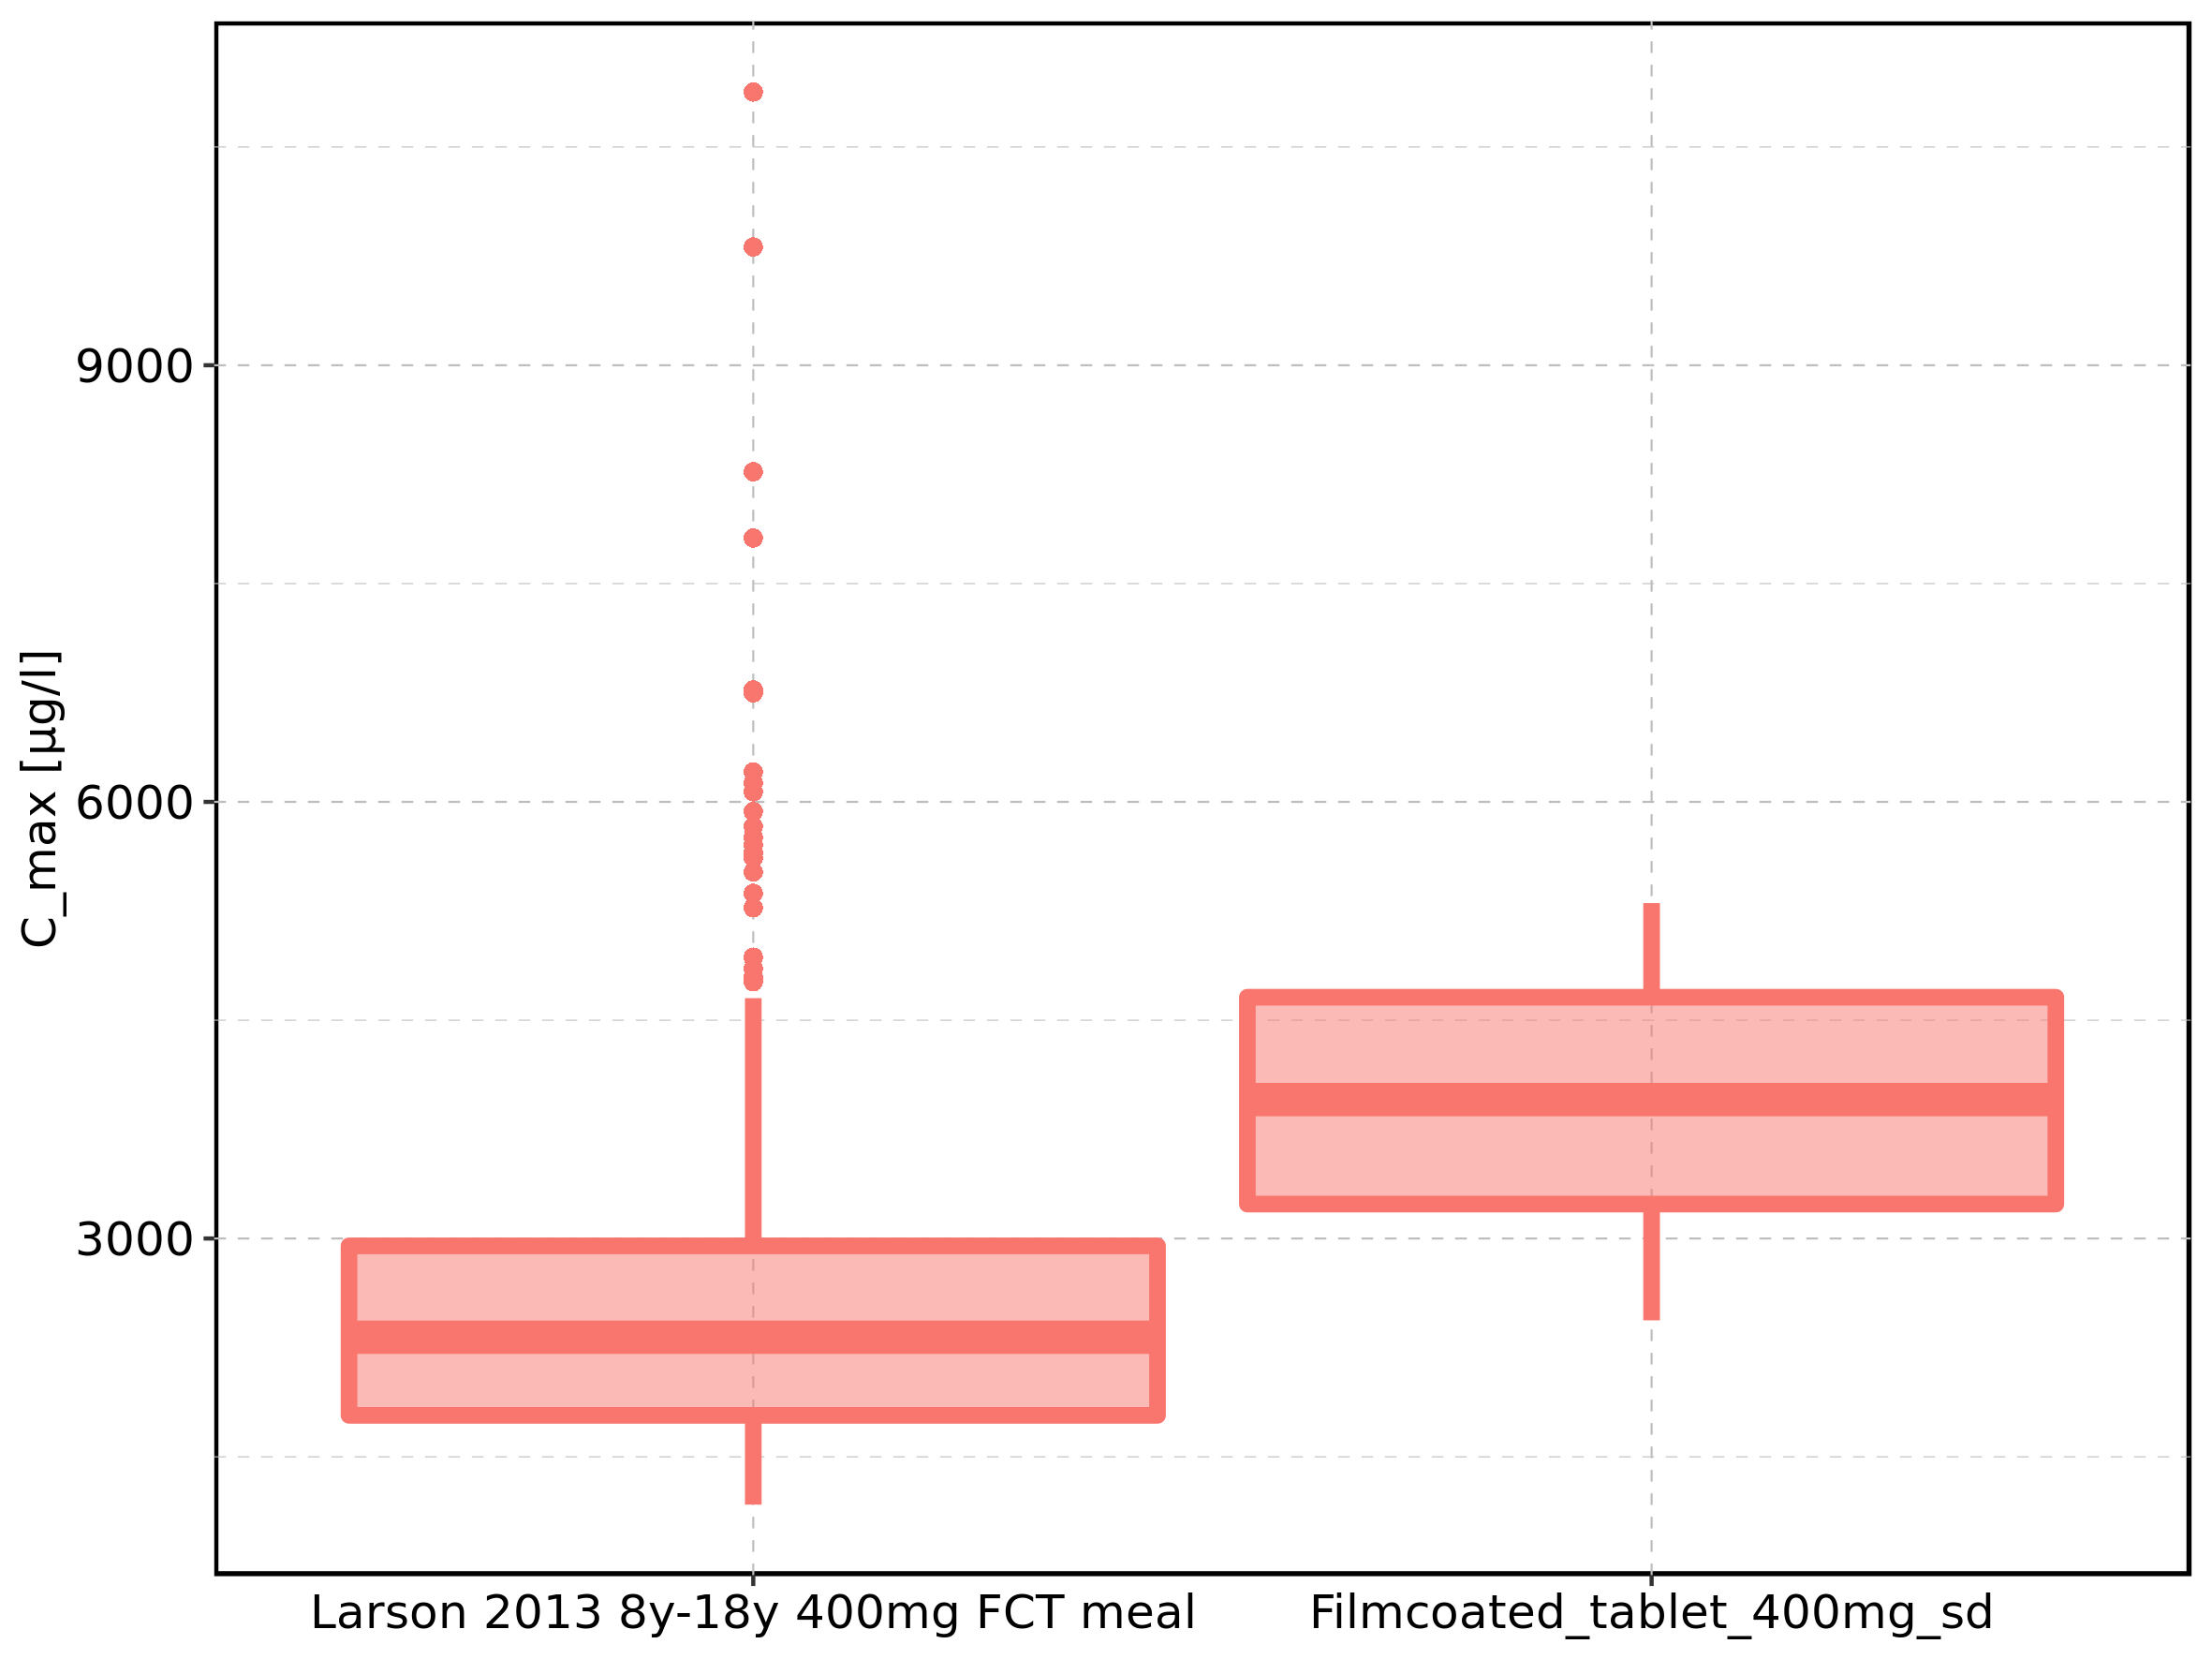 C_max [µg/l]
9000
6000
3000
Larson 2013 8y-18y 400mg FCT meal
Filmcoated_tablet_400mg_sd